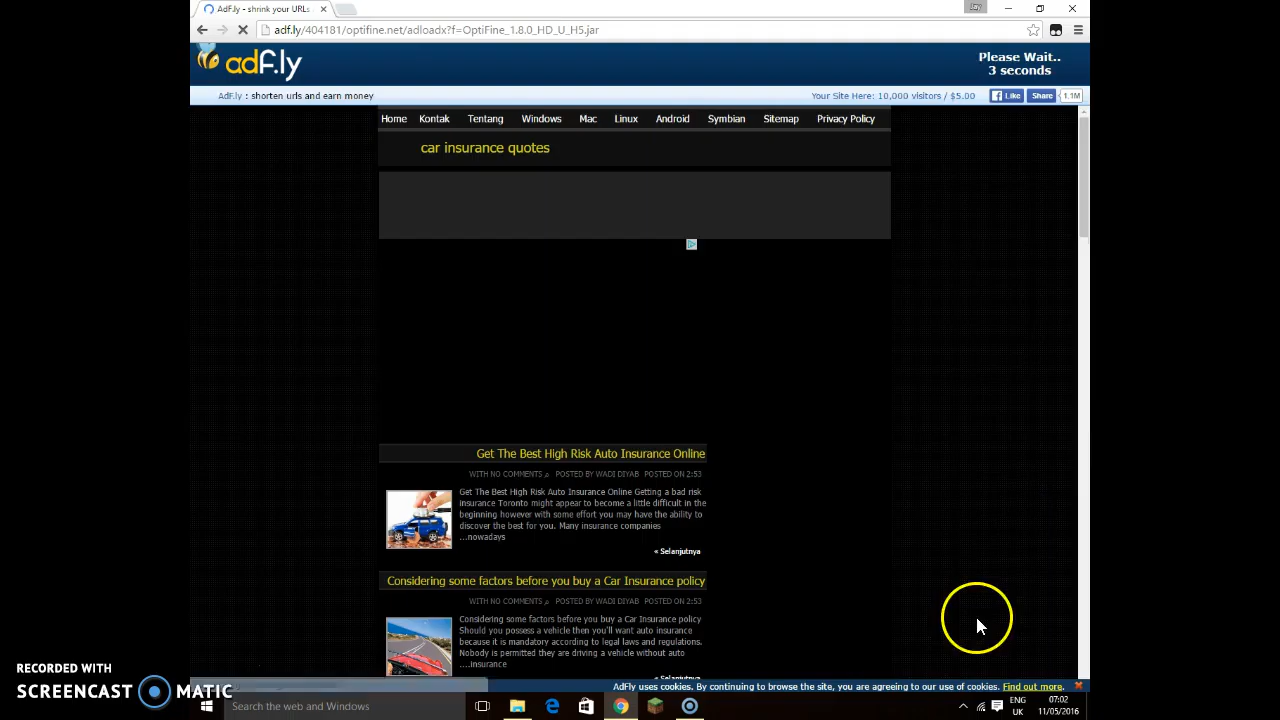 AdF.ly - shrink your URLs
adf.ly/404181/optifine.net/adloadx?f=OptiFine_1.8.0_HD_U_H5.jar
adf.ly
Please Wait..
3 seconds
AdF.ly : shorten urls and earn money
Your Site Here: 10,000 visitors / $5.00
Like
Share
1.1M
Home Kontak Tentang Windows Mac Linux Android Symbian Sitemap Privacy Policy
car insurance quotes
Get The Best High Risk Auto Insurance Online
WITH NO COMMENTS POSTED BY WADI DIYAB POSTED ON 2:53
Get The Best High Risk Auto Insurance Online Getting a bad risk
insurance Toronto might appear to become a little difficult in the
beginning however with some effort you may have the ability to
discover the best for you. Many insurance companies
...nowadays
« Selanjutnya
Considering some factors before you buy a Car Insurance policy
WITH NO COMMENTS POSTED BY WADI DIYAB POSTED ON 2:53
Considering some factors before you buy a Car Insurance policy
Should you possess a vehicle then you'll want auto insurance
because it is mandatory according to legal laws and regulations.
Nobody is permitted they are driving a vehicle without auto
....insurance
« Selanjutnya
AdFly uses cookies. By continuing to browse the site, you are agreeing to our use of cookies. Find out more.
RECORDED WITH
SCREENCAST MATIC
Search the web and Windows
ENG
UK
07:02
11/05/2016